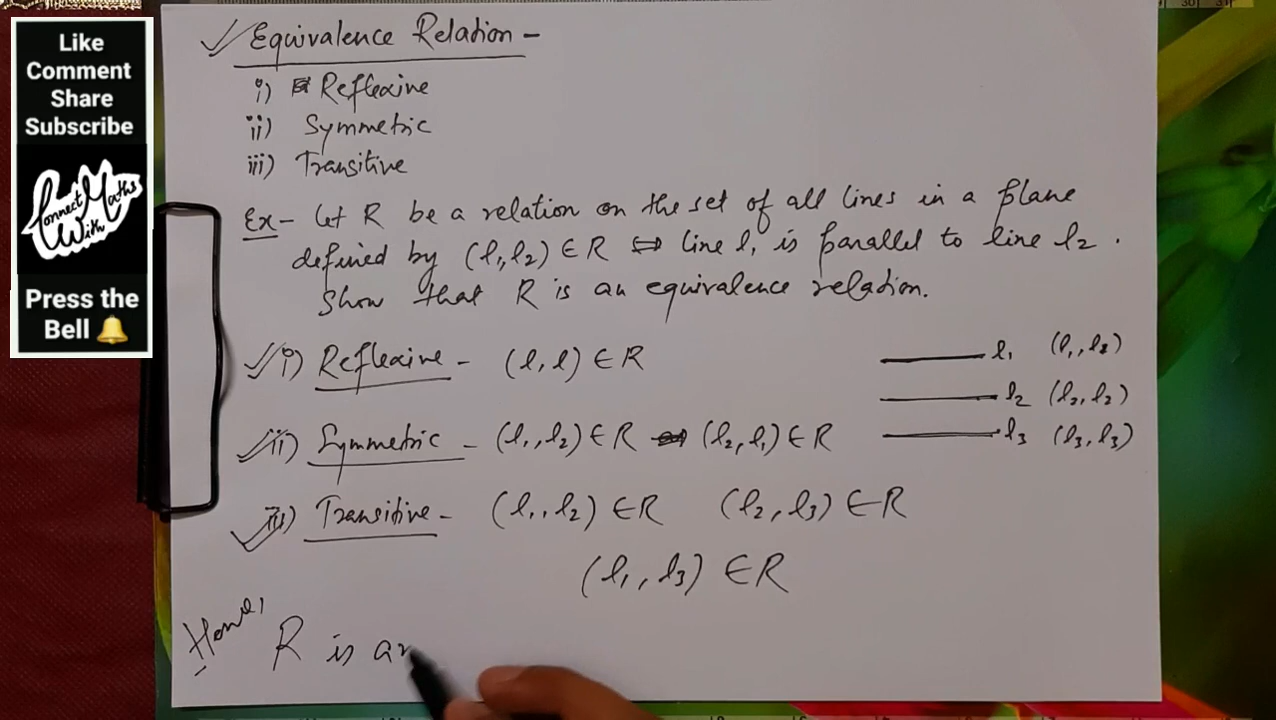 Like
Comment
Share
Subscribe
Connect
With
Maths
Press the
Bell 🔔
Equivalence Relation -
i) Reflexive
ii) Symmetric
iii) Transitive
Ex- Let R be a relation on the set of all lines in a plane
defined by (l₁, l₂) ∈ R ⇔ line l₁ is parallel to line l₂.
Show that R is an equivalence relation.
i) Reflexive - (l, l) ∈ R
l₁ (l₁, l₂)
l₂ (l₂, l₂)
l₃ (l₃, l₃)
ii) Symmetric - (l₁, l₂) ∈ R (l₂, l₁) ∈ R
iii) Transitive - (l₁, l₂) ∈ R (l₂, l₃) ∈ R
(l₁, l₃) ∈ R
Hence,
R is an